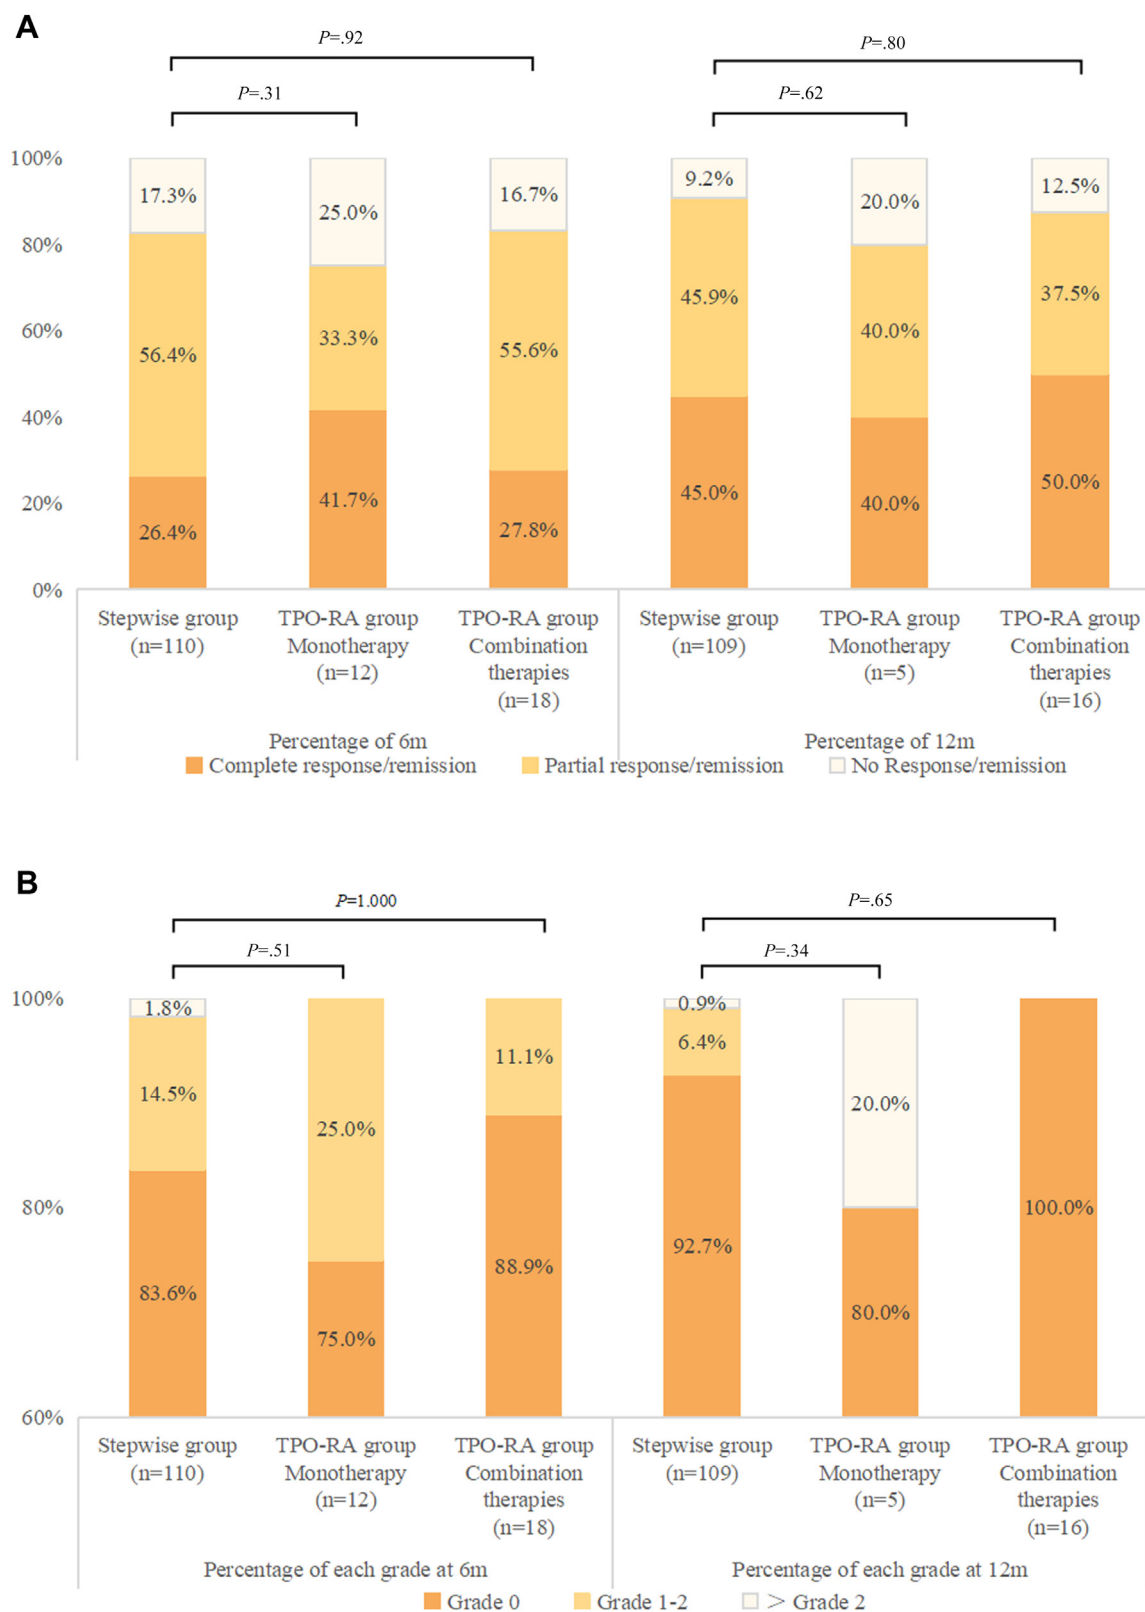 A
P=.92
P=.80
P=.31
P=.62
100%
80%
60%
40%
20%
0%
17.3%
56.4%
26.4%
25.0%
33.3%
41.7%
16.7%
55.6%
27.8%
9.2%
45.9%
45.0%
20.0%
40.0%
40.0%
12.5%
37.5%
50.0%
Stepwise group
(n=110)
TPO-RA group
Monotherapy
(n=12)
TPO-RA group
Combination
therapies
(n=18)
Stepwise group
(n=109)
TPO-RA group
Monotherapy
(n=5)
TPO-RA group
Combination
therapies
(n=16)
Percentage of 6m
Percentage of 12m
Complete response/remission
Partial response/remission
No Response/remission
B
P=1.000
P=.65
P=.51
P=.34
100%
80%
60%
1.8%
14.5%
83.6%
25.0%
75.0%
11.1%
88.9%
0.9%
6.4%
92.7%
20.0%
80.0%
100.0%
Stepwise group
(n=110)
TPO-RA group
Monotherapy
(n=12)
TPO-RA group
Combination
therapies
(n=18)
Stepwise group
(n=109)
TPO-RA group
Monotherapy
(n=5)
TPO-RA group
Combination
therapies
(n=16)
Percentage of each grade at 6m
Percentage of each grade at 12m
Grade 0
Grade 1-2
> Grade 2